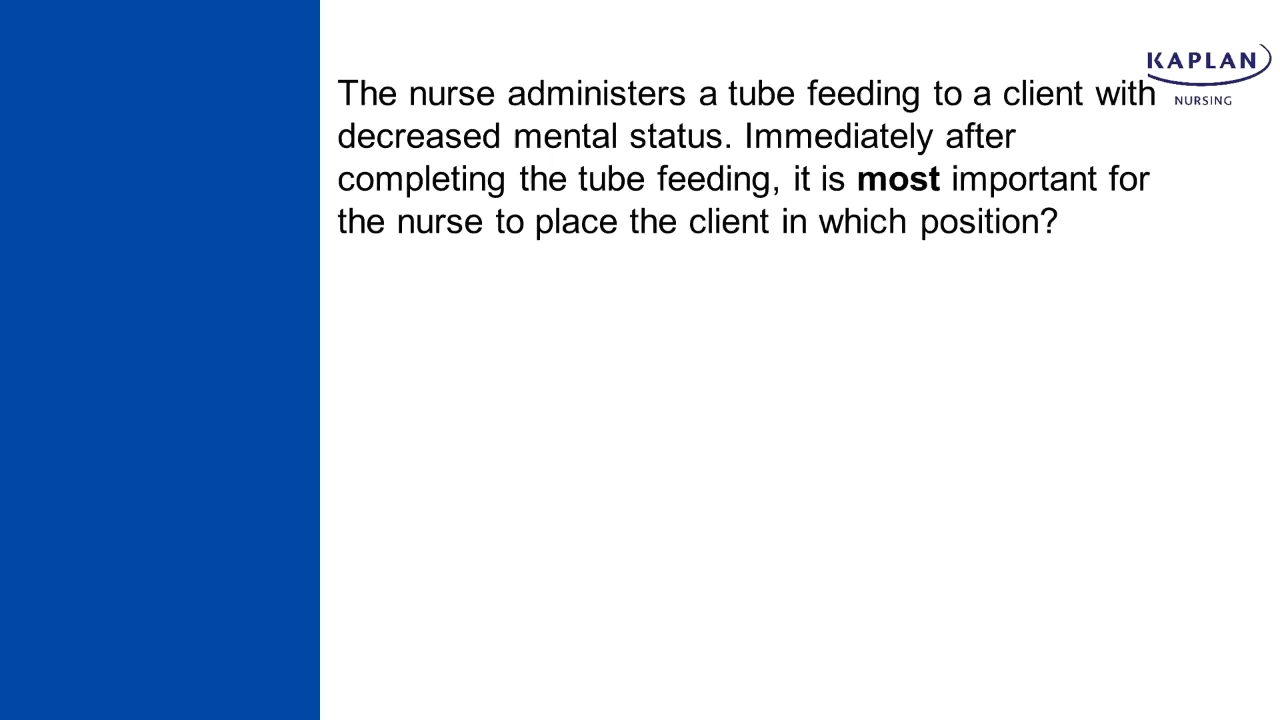 KAPLAN
NURSING
The nurse administers a tube feeding to a client with
decreased mental status. Immediately after
completing the tube feeding, it is most important for
the nurse to place the client in which position?